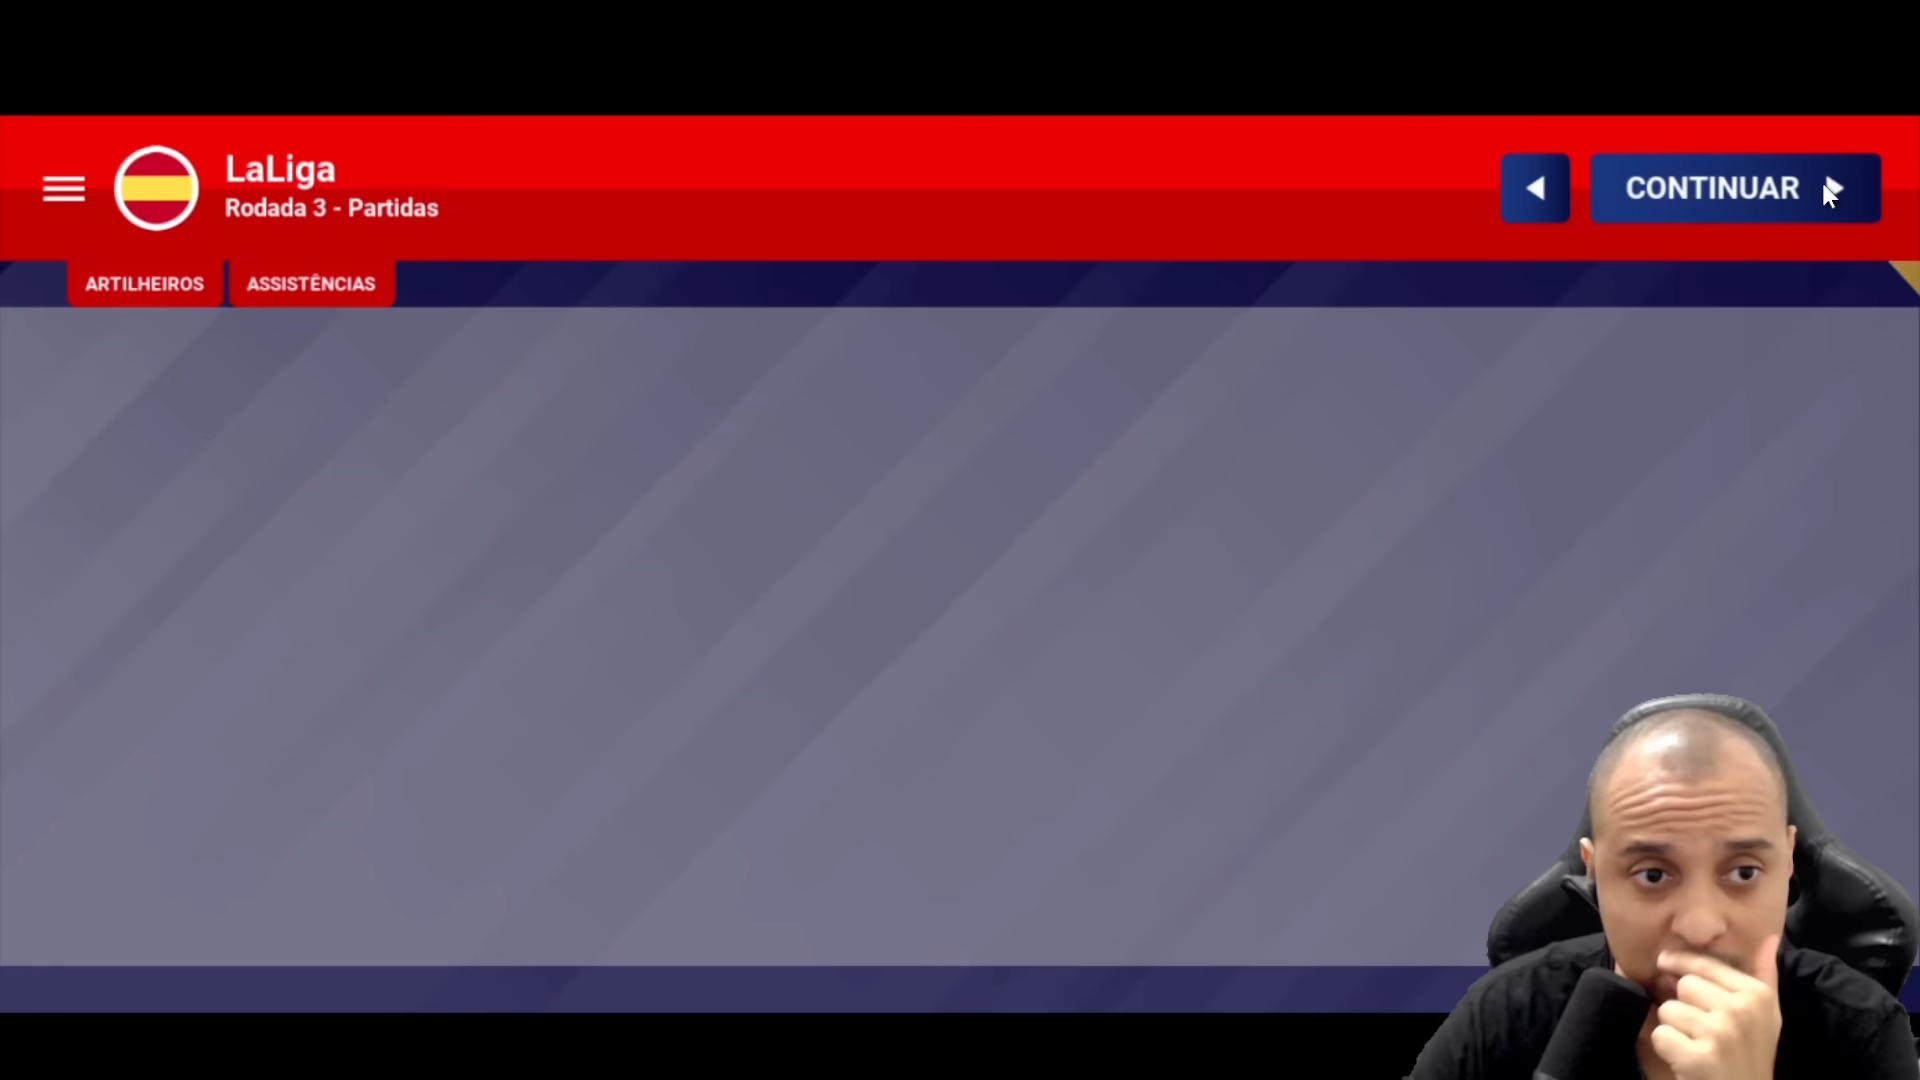 LaLiga
Rodada 3 - Partidas
CONTINUAR
ARTILHEIROS
ASSISTÊNCIAS